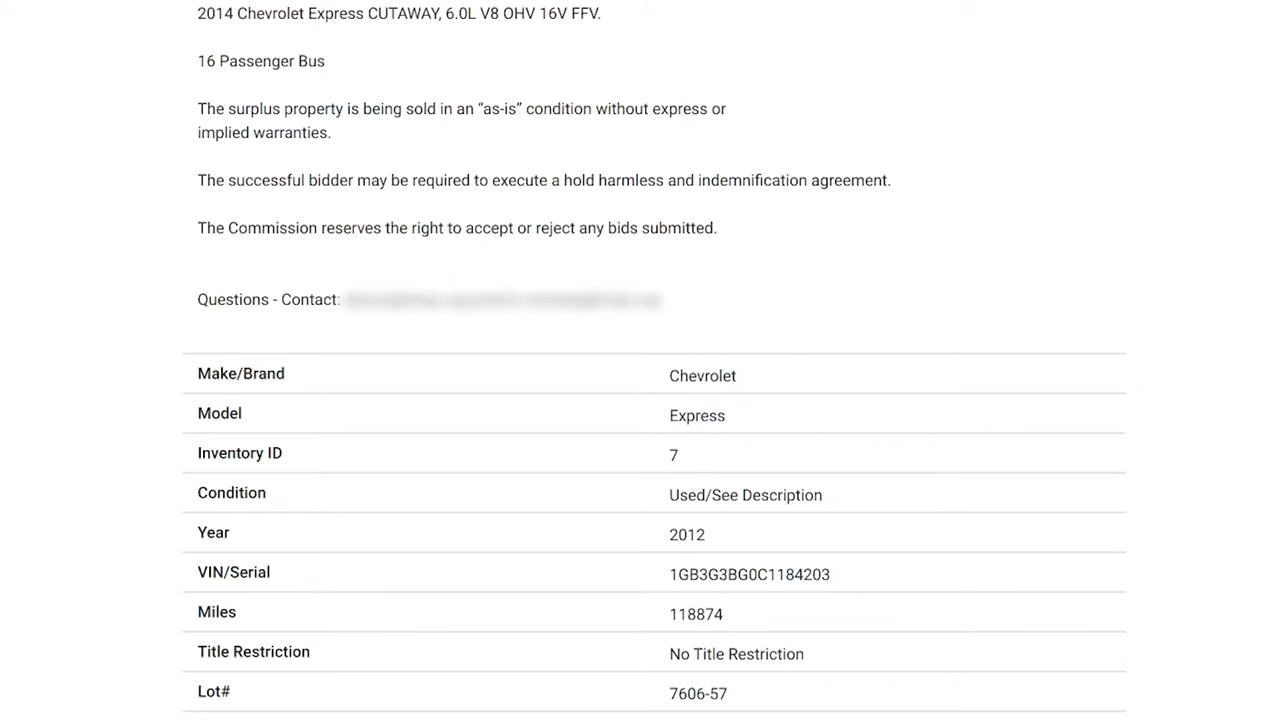 2014 Chevrolet Express CUTAWAY, 6.0L V8 OHV 16V FFV.
16 Passenger Bus
The surplus property is being sold in an “as-is” condition without express or
implied warranties.
The successful bidder may be required to execute a hold harmless and indemnification agreement.
The Commission reserves the right to accept or reject any bids submitted.
Questions - Contact:
Make/Brand Chevrolet
Model Express
Inventory ID 7
Condition Used/See Description
Year 2012
VIN/Serial 1GB3G3BG0C1184203
Miles 118874
Title Restriction No Title Restriction
Lot# 7606-57